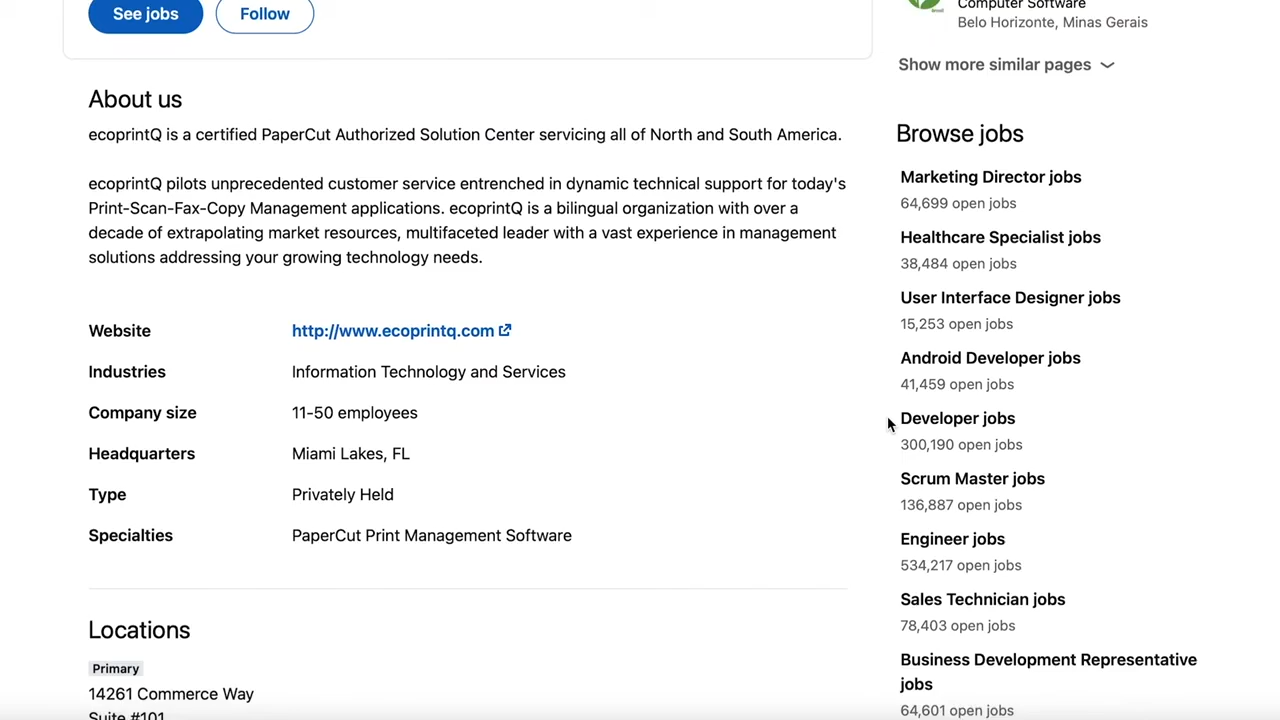 See jobs
Follow
About us
ecoprintQ is a certified PaperCut Authorized Solution Center servicing all of North and South America.
ecoprintQ pilots unprecedented customer service entrenched in dynamic technical support for today's
Print-Scan-Fax-Copy Management applications. ecoprintQ is a bilingual organization with over a
decade of extrapolating market resources, multifaceted leader with a vast experience in management
solutions addressing your growing technology needs.
Website http://www.ecoprintq.com
Industries Information Technology and Services
Company size 11-50 employees
Headquarters Miami Lakes, FL
Type Privately Held
Specialties PaperCut Print Management Software
Locations
Primary
14261 Commerce Way
Suite #101
Computer Software
Belo Horizonte, Minas Gerais
Show more similar pages
Browse jobs
Marketing Director jobs
64,699 open jobs
Healthcare Specialist jobs
38,484 open jobs
User Interface Designer jobs
15,253 open jobs
Android Developer jobs
41,459 open jobs
Developer jobs
300,190 open jobs
Scrum Master jobs
136,887 open jobs
Engineer jobs
534,217 open jobs
Sales Technician jobs
78,403 open jobs
Business Development Representative
jobs
64,601 open jobs